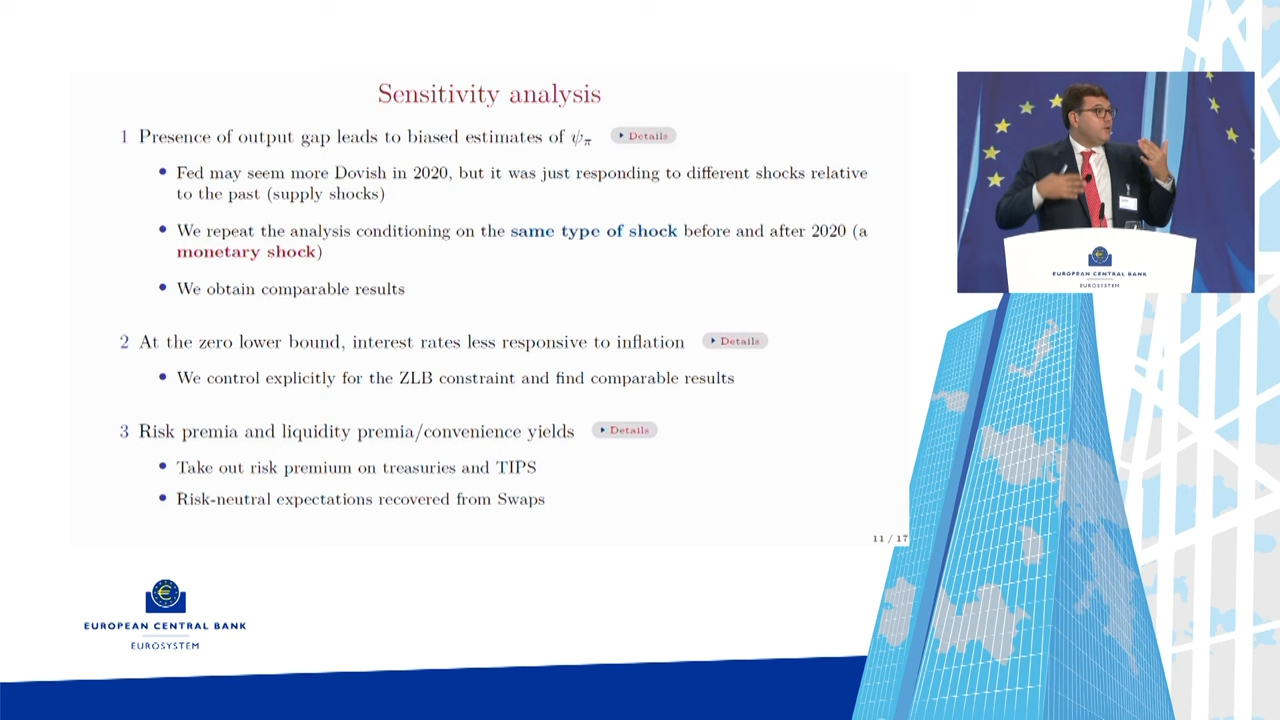 Sensitivity analysis
1 Presence of output gap leads to biased estimates of ψπ Details
Fed may seem more Dovish in 2020, but it was just responding to different shocks relative
to the past (supply shocks)
We repeat the analysis conditioning on the same type of shock before and after 2020 (a
monetary shock)
We obtain comparable results
2 At the zero lower bound, interest rates less responsive to inflation Details
We control explicitly for the ZLB constraint and find comparable results
3 Risk premia and liquidity premia/convenience yields Details
Take out risk premium on treasuries and TIPS
Risk-neutral expectations recovered from Swaps
11 / 17
EUROPEAN CENTRAL BANK
EUROSYSTEM
EUROPEAN CENTRAL BANK
EUROSYSTEM